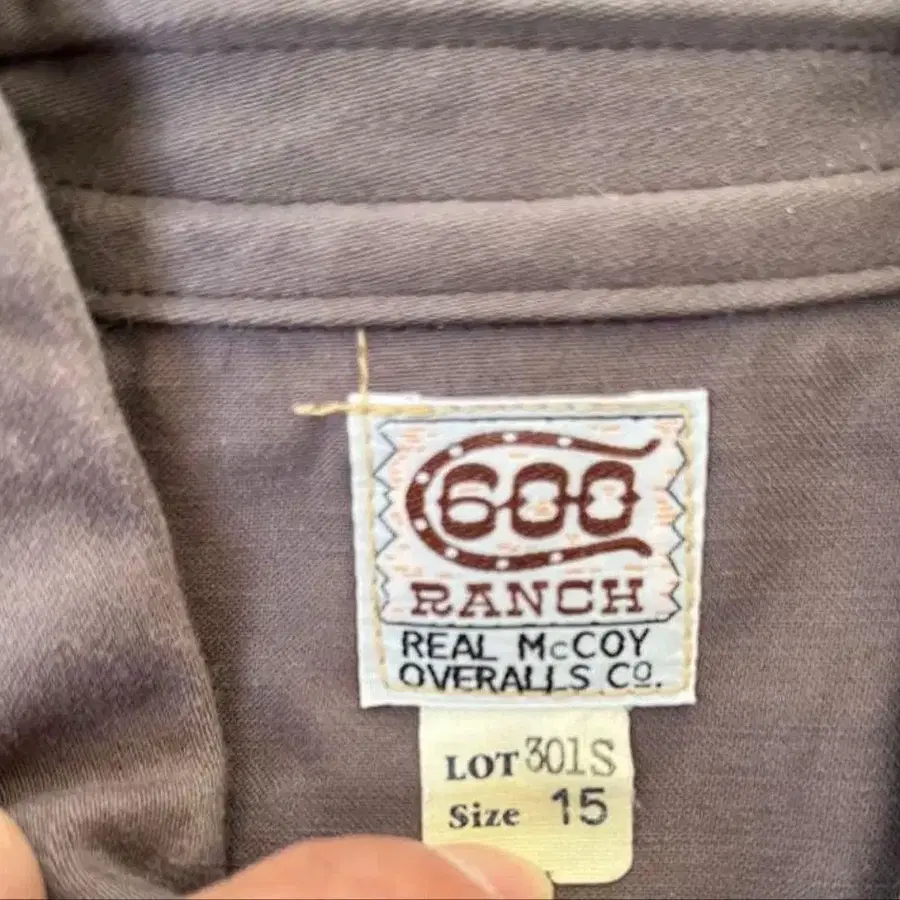 600
RANCH
REAL McCOY
OVERALLS Cº.
LOT 301S
Size 15